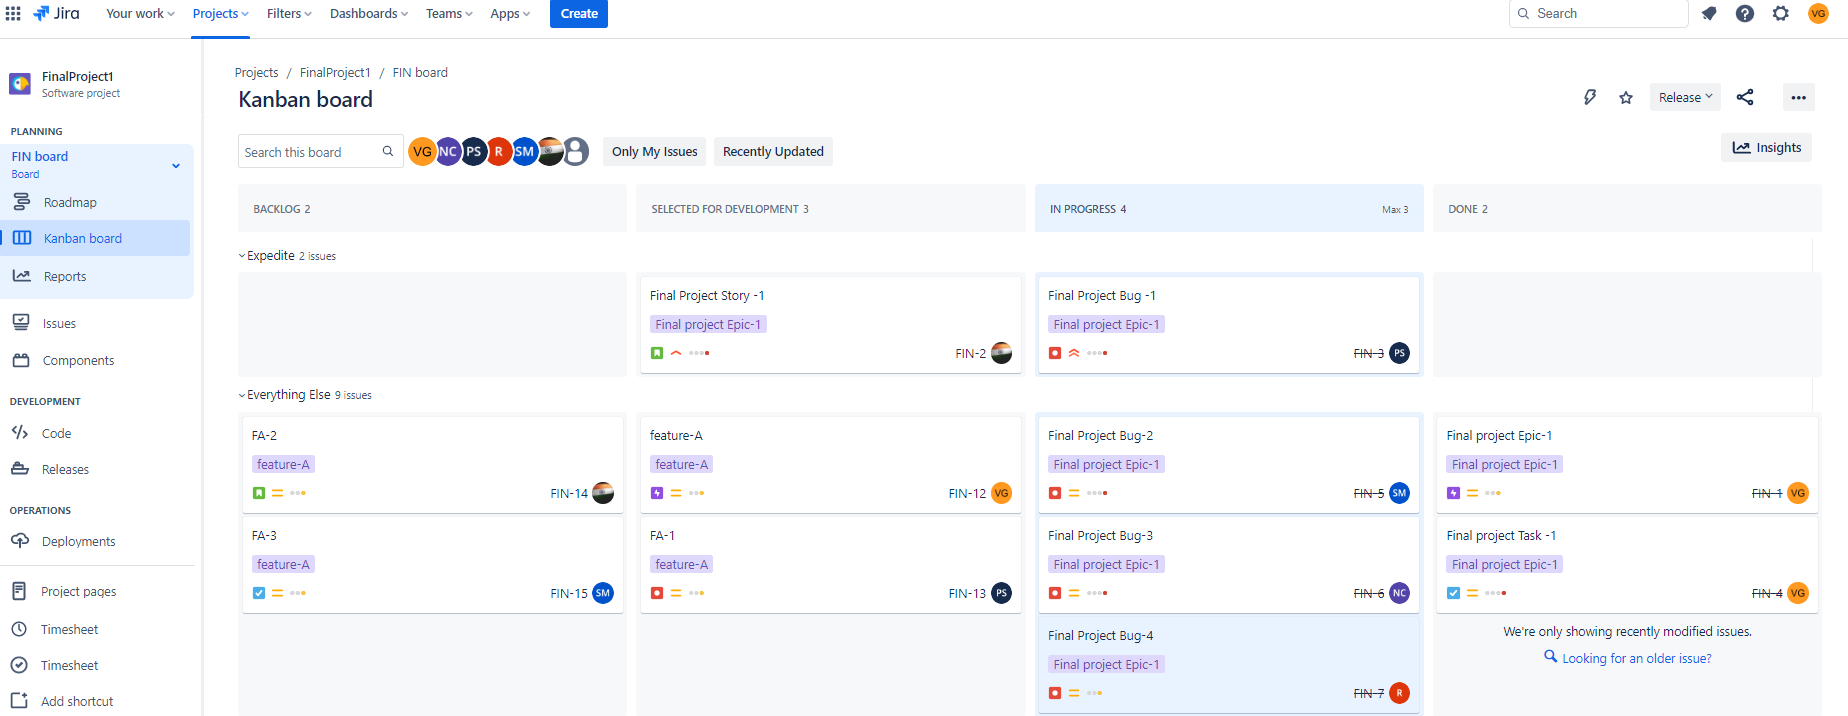 Jira Your work Projects Filters Dashboards Teams Apps Create Search VG
FinalProject1
Software project
PLANNING
FIN board
Board
Roadmap
Kanban board
Reports
Issues
Components
DEVELOPMENT
Code
Releases
OPERATIONS
Deployments
Project pages
Timesheet
Timesheet
Add shortcut
Projects / FinalProject1 / FIN board
Kanban board
Release
Search this board VG NC PS R SM Only My Issues Recently Updated Insights
BACKLOG 2 SELECTED FOR DEVELOPMENT 3 IN PROGRESS 4 Max 3 DONE 2
Expedite 2 issues
Final Project Story -1
Final project Epic-1
FIN-2
Final Project Bug -1
Final project Epic-1
FIN-3 PS
Everything Else 9 issues
FA-2
feature-A
FIN-14
FA-3
feature-A
FIN-15 SM
feature-A
feature-A
FIN-12 VG
FA-1
feature-A
FIN-13 PS
Final Project Bug-2
Final project Epic-1
FIN-5 SM
Final Project Bug-3
Final project Epic-1
FIN-6 NC
Final Project Bug-4
Final project Epic-1
FIN-7 R
Final project Epic-1
Final project Epic-1
FIN-1 VG
Final project Task -1
Final project Epic-1
FIN-4 VG
We're only showing recently modified issues.
Looking for an older issue?